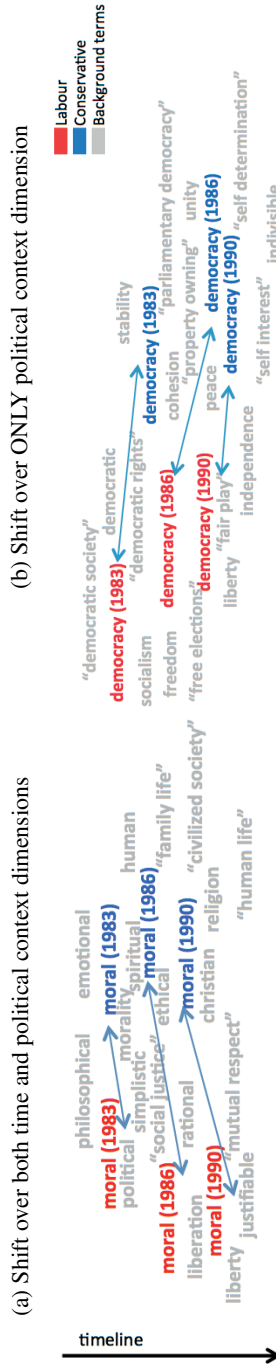 (a) Shift over both time and political context dimensions
timeline
philosophical
emotional
moral (1983)
moral (1983)
political
morality
human
simplistic
spiritual
"social justice"
moral (1986)
"family life"
ethical
moral (1986)
rational
liberation
moral (1990)
"civilized society"
christian
religion
moral (1990)
"mutual respect"
liberty
justifiable
"human life"
(b) Shift over ONLY political context dimension
Labour
Conservative
Background terms
"democratic society"
stability
democratic
democracy (1983)
"democratic rights"
democracy (1983)
socialism
"parliamentary democracy"
cohesion
freedom
democracy (1986)
"property owning"
unity
"free elections"
democracy (1986)
peace
democracy (1990)
democracy (1990)
"fair play"
"self determination"
liberty
independence
"self interest"
indivisible